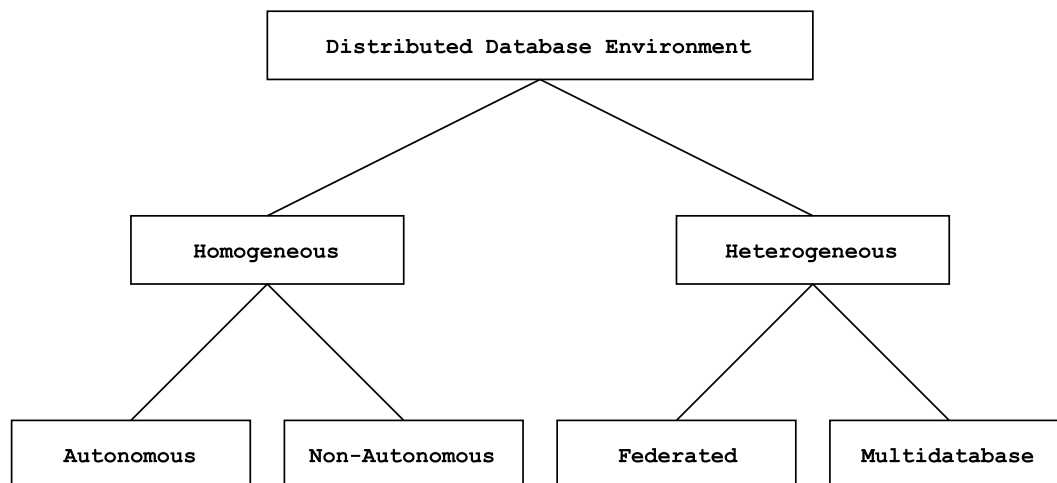 Distributed Database Environment
Homogeneous
Heterogeneous
Autonomous
Non-Autonomous
Federated
Multidatabase